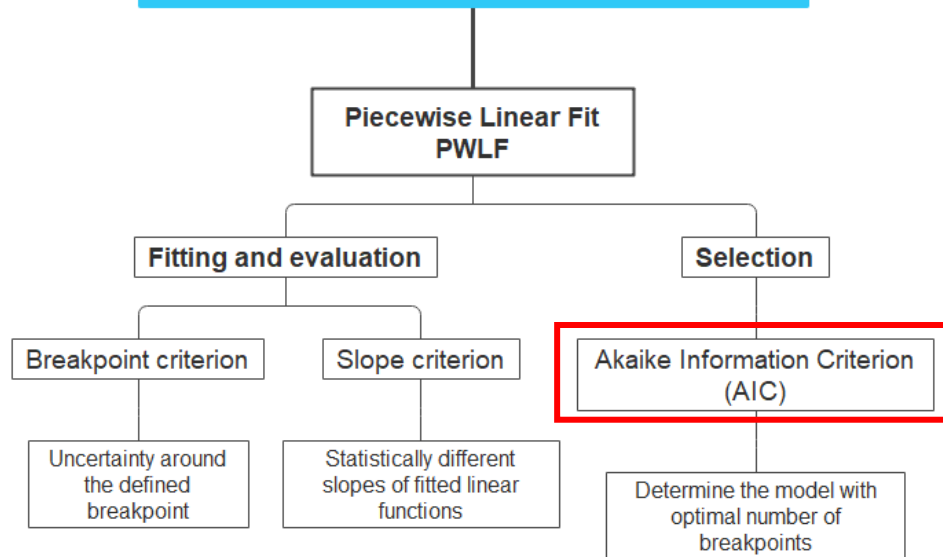 Piecewise Linear Fit
PWLF
Fitting and evaluation
Selection
Breakpoint criterion
Slope criterion
Akaike Information Criterion
(AIC)
Uncertainty around
the defined
breakpoint
Statistically different
slopes of fitted linear
functions
Determine the model with
optimal number of
breakpoints